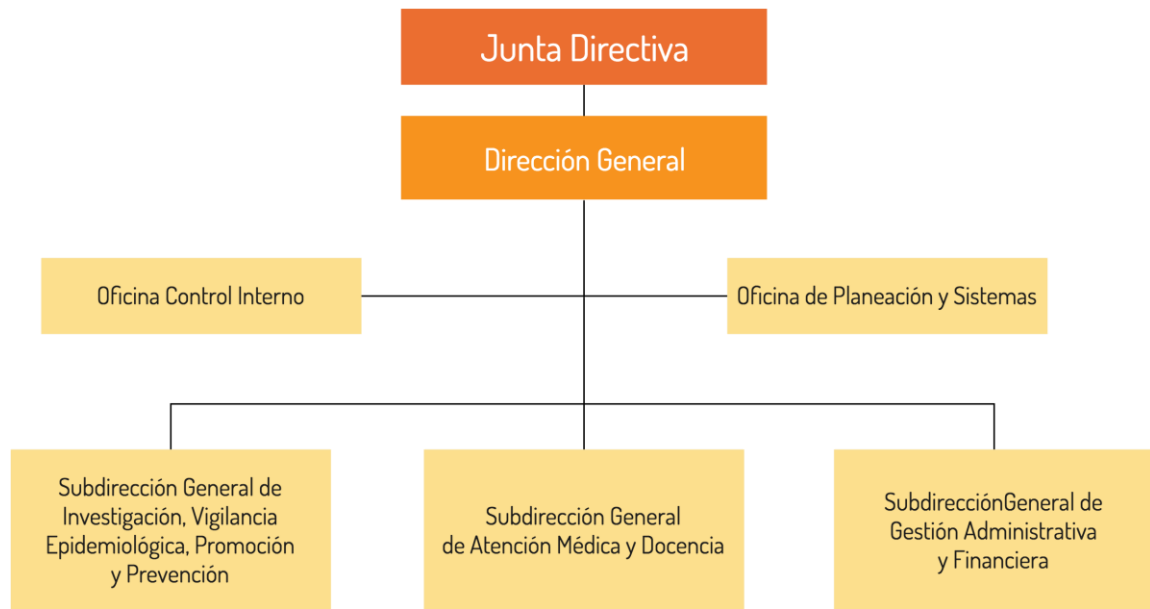 Junta Directiva
Dirección General
Oficina Control Interno
Oficina de Planeación y Sistemas
Subdirección General de
Investigación, Vigilancia
Epidemiológica, Promoción
y Prevención
Subdirección General
de Atención Médica y Docencia
SubdirecciónGeneral de
Gestión Administrativa
y Financiera